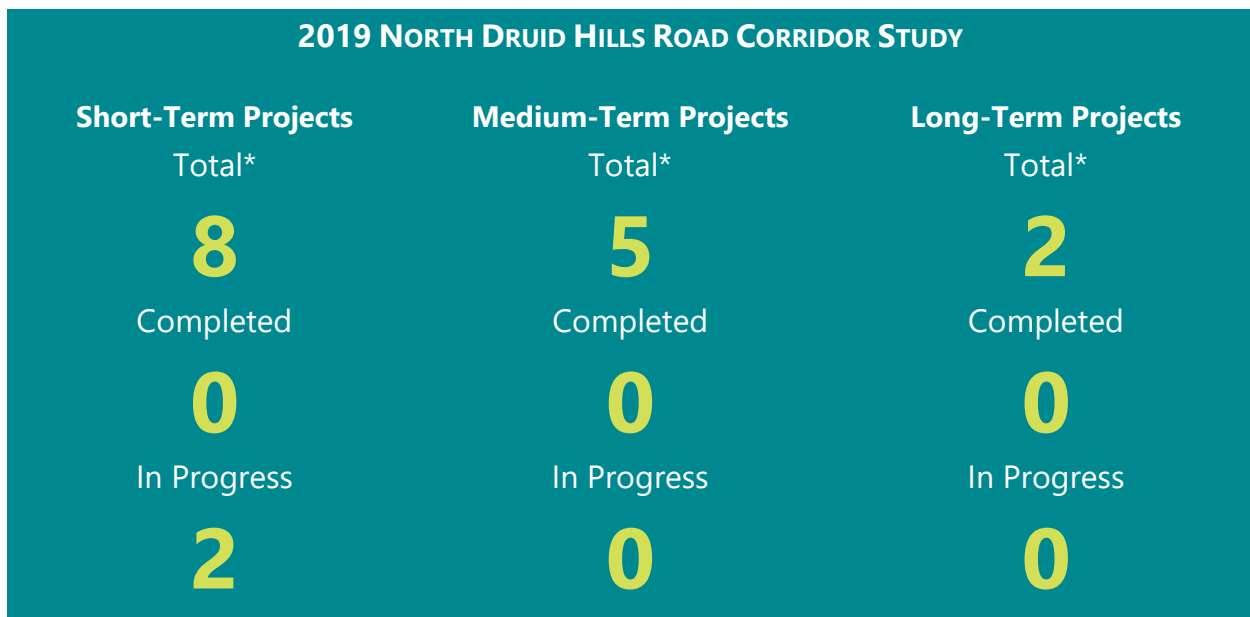 2019 North Druid Hills Road Corridor Study
Short-Term Projects
Total*
8
Completed
0
In Progress
2
Medium-Term Projects
Total*
5
Completed
0
In Progress
0
Long-Term Projects
Total*
2
Completed
0
In Progress
0